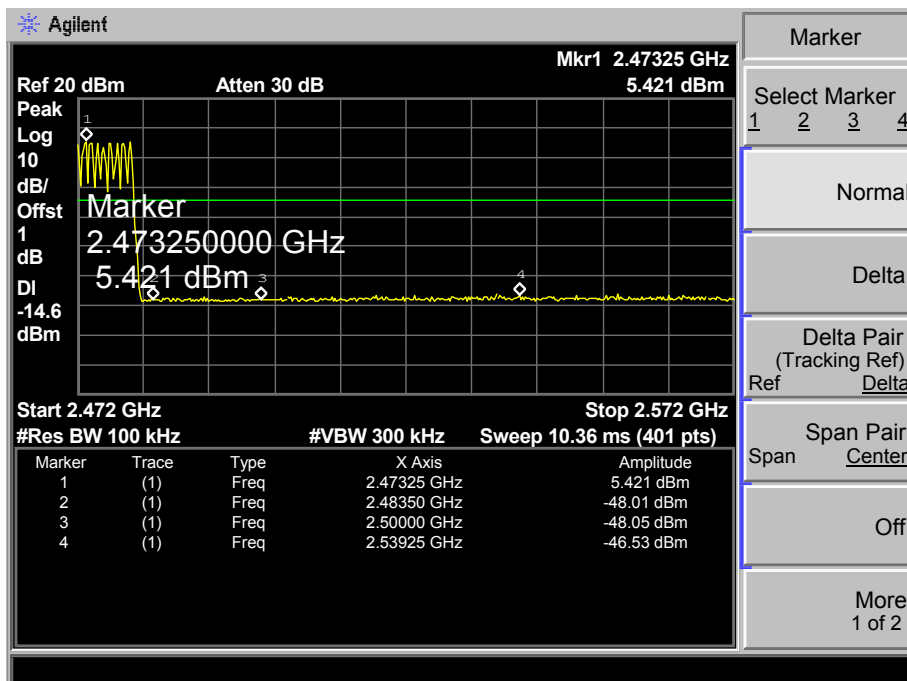 Agilent
Marker
Mkr1 2.47325 GHz
Ref 20 dBm Atten 30 dB 5.421 dBm
Peak
Log
10
dB/
Offst
1
dB
DI
-14.6
dBm
1
Marker
2.473250000 GHz
5.421 dBm
2
3
4
Start 2.472 GHz Stop 2.572 GHz
#Res BW 100 kHz #VBW 300 kHz Sweep 10.36 ms (401 pts)
Marker Trace Type X Axis Amplitude
1 (1) Freq 2.47325 GHz 5.421 dBm
2 (1) Freq 2.48350 GHz -48.01 dBm
3 (1) Freq 2.50000 GHz -48.05 dBm
4 (1) Freq 2.53925 GHz -46.53 dBm
Select Marker
1 2 3 4
Normal
Delta
Delta Pair
(Tracking Ref)
Ref Delta
Span Pair
Span Center
Off
More
1 of 2